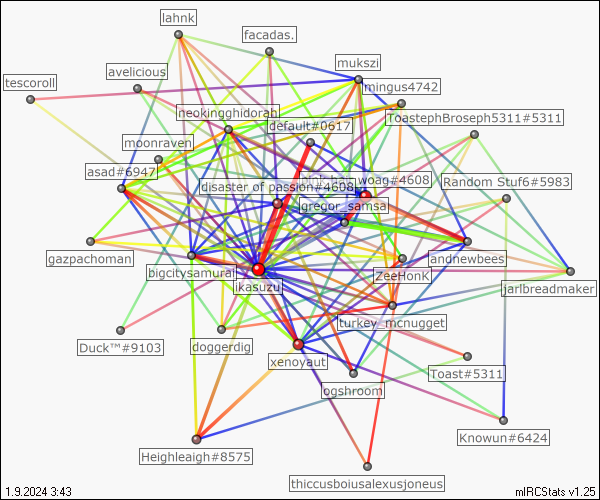 lahnk
facadas.
mukszi
tescoroll
avelicious
mingus4742
neokingghidorah
ToastephBroseph5311#5311
default#0617
moonraven
asad#6947
woag#4608
Random Stuf6#5983
disaster of passion#4608
gregor_samsa
gazpachoman
bigcitysamurai
andnewbees
ZeeHonk
ikasuzu
jarlbreadmaker
turkey_mcnugget
Duck™#9103
doggerdig
xenoyaut
Toast#5311
ogshroom
Knowun#6424
Heighleaigh#8575
thiccusboiusalexusjoneus
1.9.2024 3:43
mIRCStats v1.25